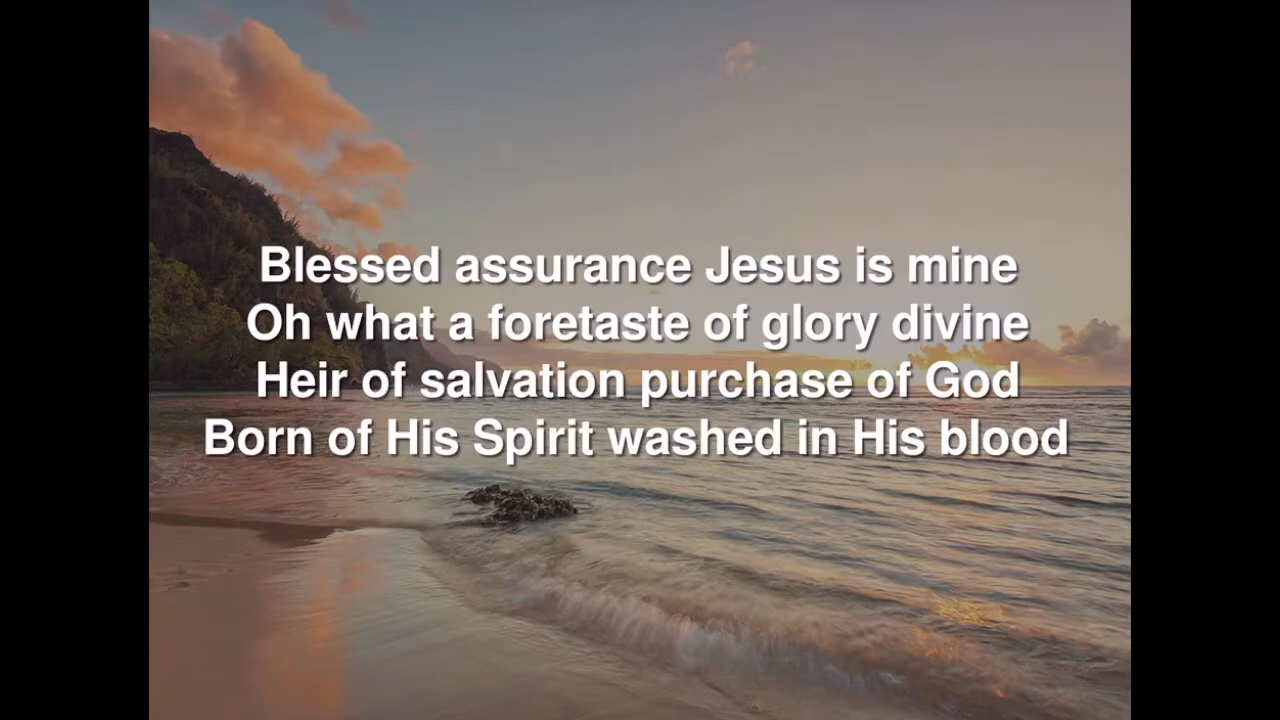 Blessed assurance Jesus is mine
Oh what a foretaste of glory divine
Heir of salvation purchase of God
Born of His Spirit washed in His blood